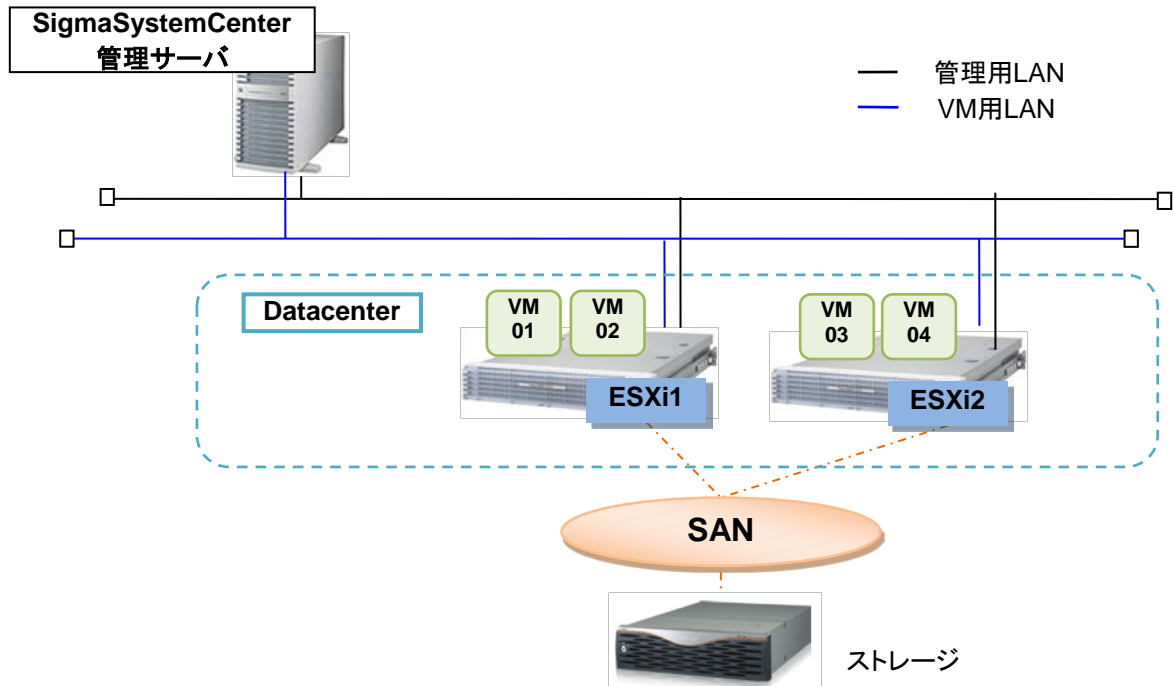 SigmaSystemCenter
管理サーバ
管理用LAN
VM用LAN
Datacenter
VM
01
VM
02
VM
03
VM
04
ESXi1
ESXi2
SAN
ストレージ